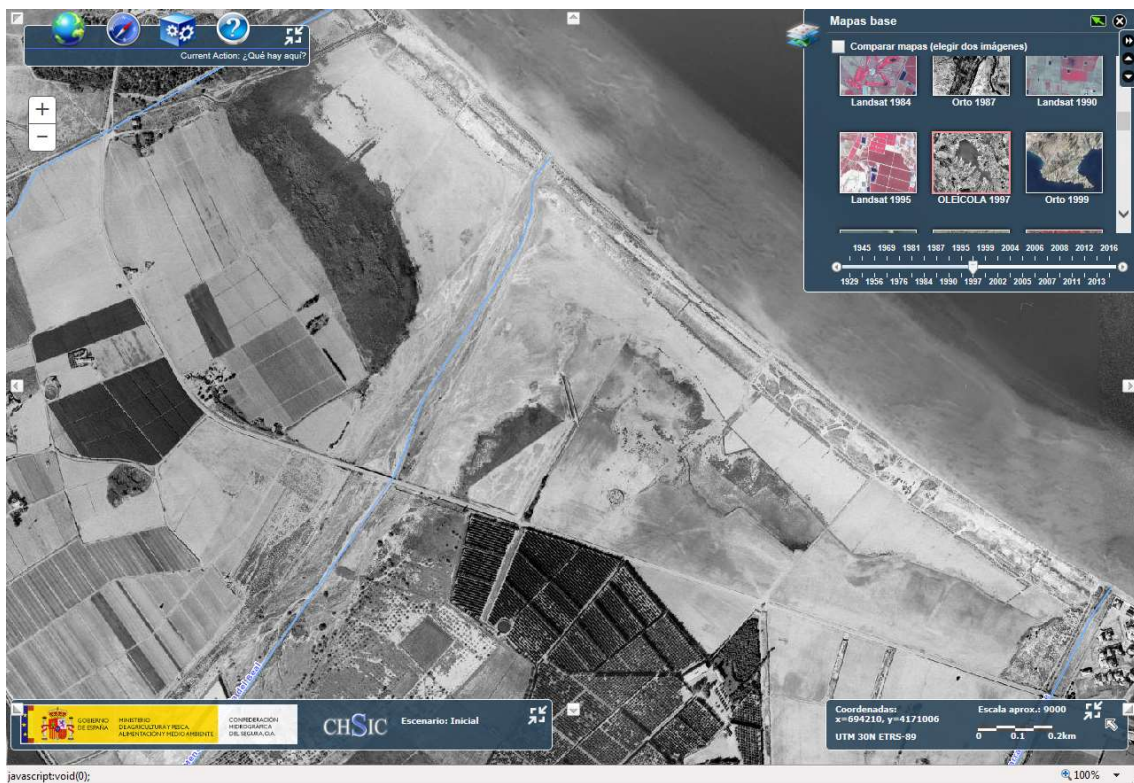 Current Action: ¿Qué hay aquí?
+
−
Mapas base
Comparar mapas (elegir dos imágenes)
Landsat 1984
Orto 1987
Landsat 1990
Landsat 1995
OLEÍCOLA 1997
Orto 1999
1945 1969 1981 1987 1995 1999 2004 2006 2008 2012 2016
1929 1956 1976 1984 1990 1997 2002 2005 2007 2011 2013
GOBIERNO
DE ESPAÑA
MINISTERIO
DE AGRICULTURA Y PESCA
ALIMENTACIÓN Y MEDIO AMBIENTE
CONFEDERACIÓN
HIDROGRÁFICA
DEL SEGURA, O.A.
CHSIC
Escenario: Inicial
Coordenadas:
x=694210, y=4171006
UTM 30N ETRS-89
Escala aprox.: 9000
0 0.1 0.2km
javascript:void(0);
100%